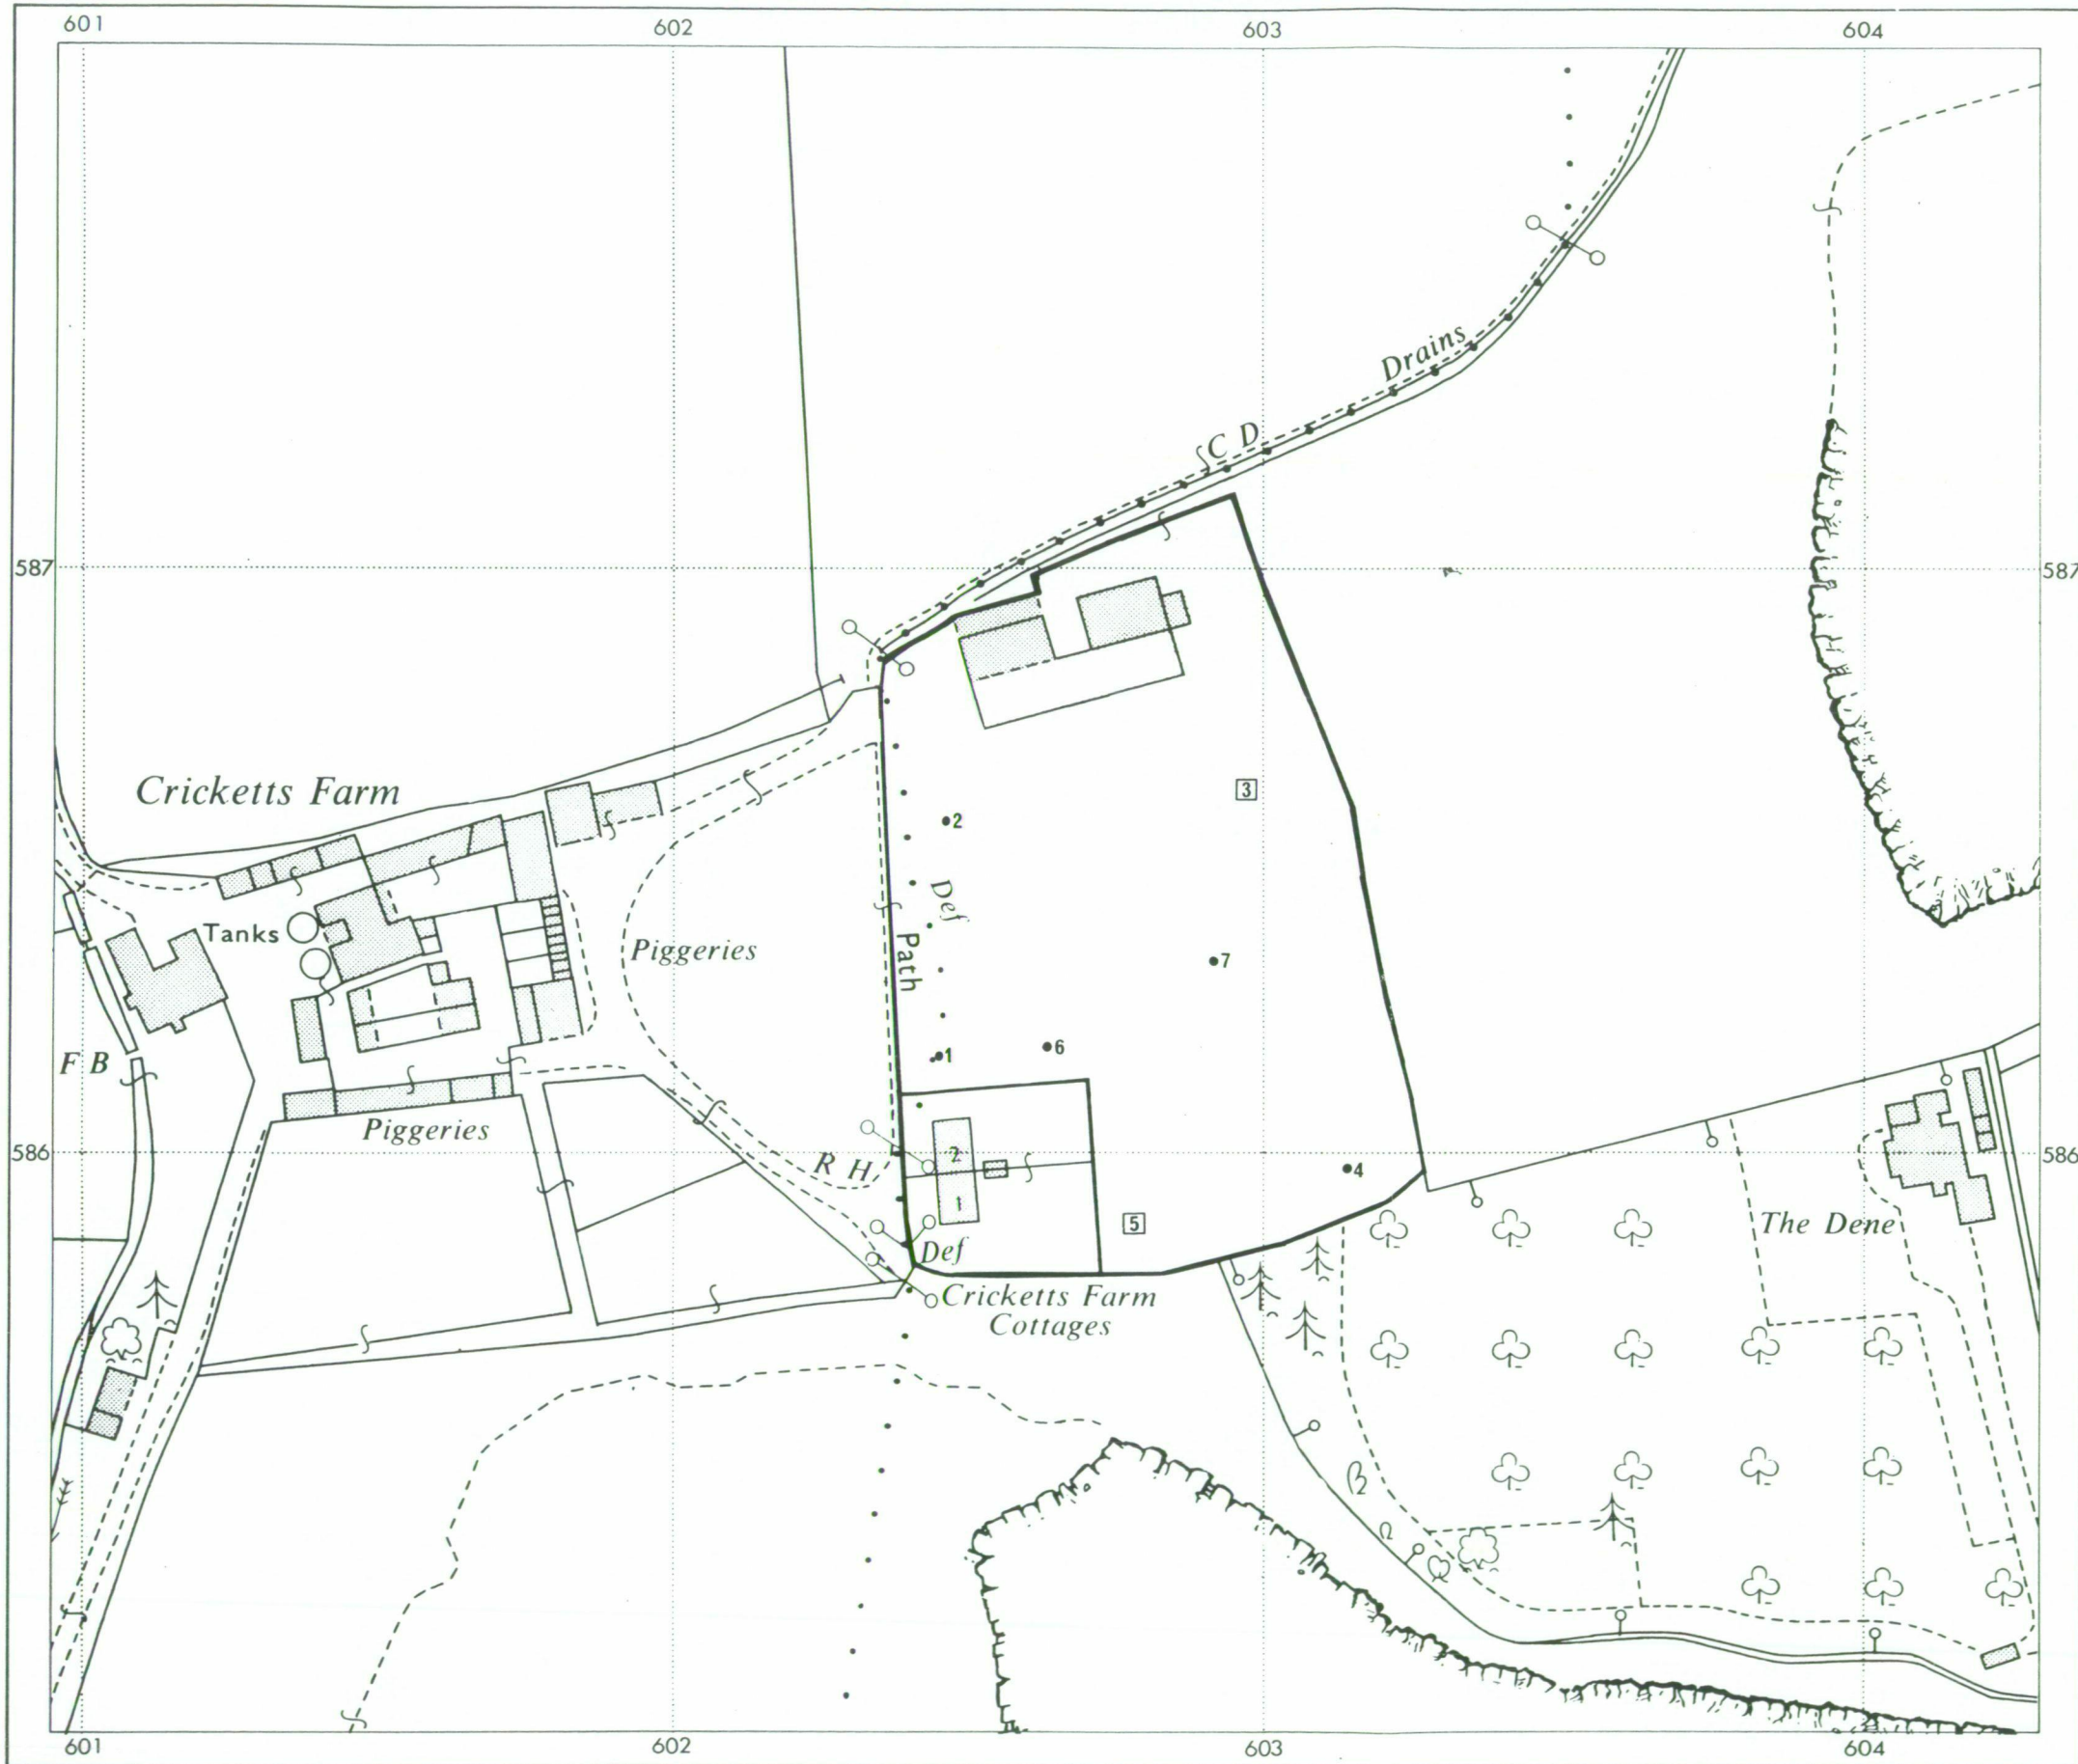 601 602 603 604
Drains
C D
587 587
Cricketts Farm
3
2
Def
Tanks
Path
Piggeries
7
1
6
F B
Piggeries
586 586
2
R H
4
1
5
The Dene
Def
Cricketts Farm
Cottages
601 602 603 604